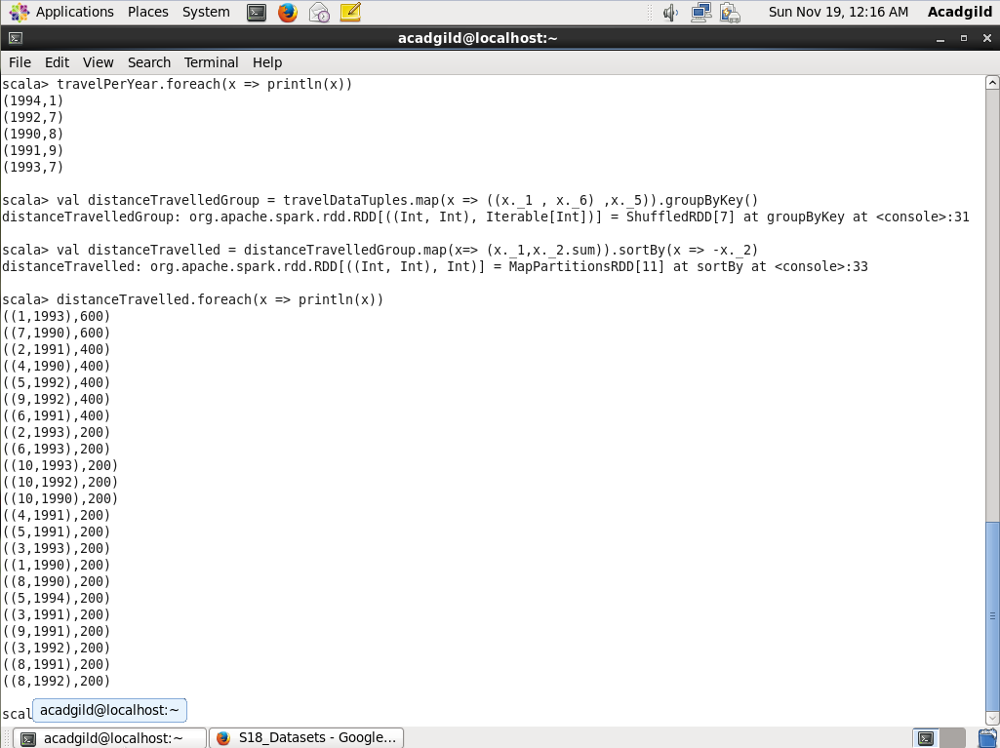 Applications Places System Sun Nov 19, 12:16 AM Acadgild
acadgild@localhost:~
File Edit View Search Terminal Help
scala> travelPerYear.foreach(x => println(x))
(1994,1)
(1992,7)
(1990,8)
(1991,9)
(1993,7)
scala> val distanceTravelledGroup = travelDataTuples.map(x => ((x._1 , x._6) ,x._5)).groupByKey()
distanceTravelledGroup: org.apache.spark.rdd.RDD[((Int, Int), Iterable[Int])] = ShuffledRDD[7] at groupByKey at <console>:31
scala> val distanceTravelled = distanceTravelledGroup.map(x=> (x._1,x._2.sum)).sortBy(x => -x._2)
distanceTravelled: org.apache.spark.rdd.RDD[((Int, Int), Int)] = MapPartitionsRDD[11] at sortBy at <console>:33
scala> distanceTravelled.foreach(x => println(x))
((1,1993),600)
((7,1990),600)
((2,1991),400)
((4,1990),400)
((5,1992),400)
((9,1992),400)
((6,1991),400)
((2,1993),200)
((6,1993),200)
((10,1993),200)
((10,1992),200)
((10,1990),200)
((4,1991),200)
((5,1991),200)
((3,1993),200)
((1,1990),200)
((8,1990),200)
((5,1994),200)
((3,1991),200)
((9,1991),200)
((3,1992),200)
((8,1991),200)
((8,1992),200)
scal acadgild@localhost:~
acadgild@localhost:~ S18_Datasets - Google...